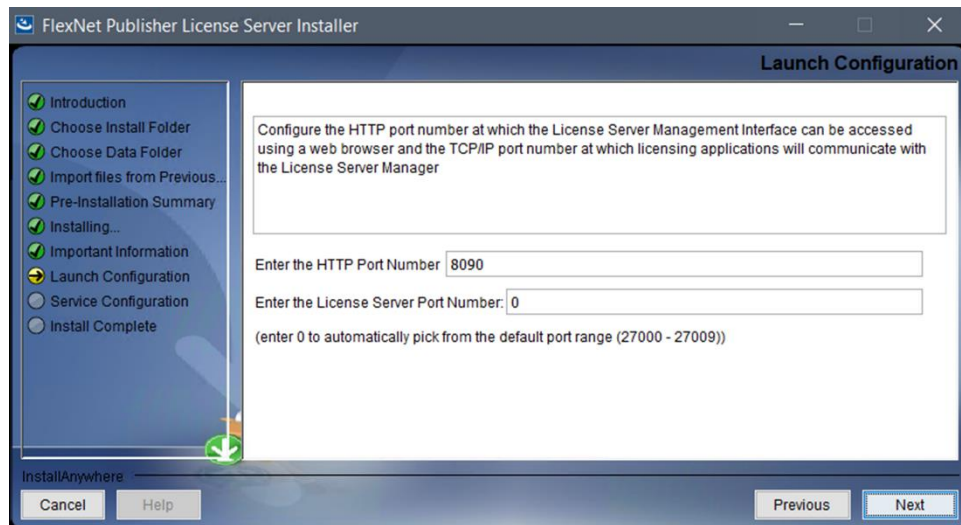 FlexNet Publisher License Server Installer
Launch Configuration
Introduction
Choose Install Folder
Choose Data Folder
Import files from Previous...
Pre-Installation Summary
Installing...
Important Information
Launch Configuration
Service Configuration
Install Complete
Configure the HTTP port number at which the License Server Management Interface can be accessed
using a web browser and the TCP/IP port number at which licensing applications will communicate with
the License Server Manager
Enter the HTTP Port Number 8090
Enter the License Server Port Number: 0
(enter 0 to automatically pick from the default port range (27000 - 27009))
InstallAnywhere
Cancel Help Previous Next